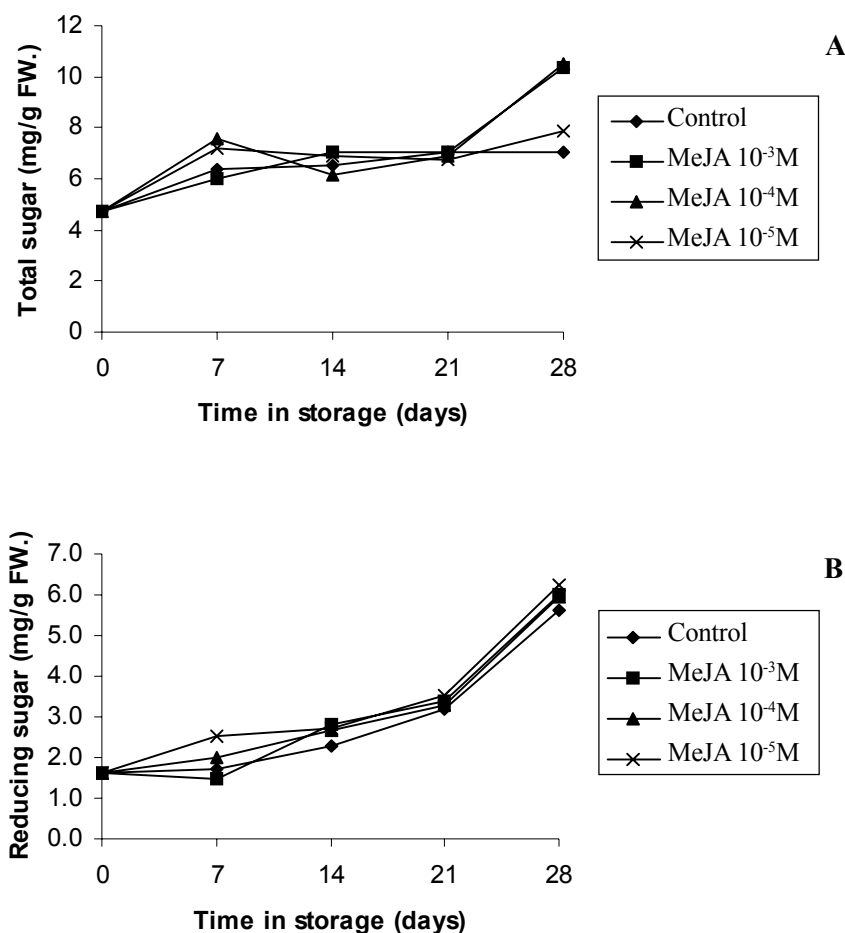 A
Total sugar (mg/g FW.)
12
10
8
6
4
2
0
0 7 14 21 28
Time in storage (days)
Control
MeJA 10⁻³M
MeJA 10⁻⁴M
MeJA 10⁻⁵M
B
Reducing sugar (mg/g FW.)
7.0
6.0
5.0
4.0
3.0
2.0
1.0
0.0
0 7 14 21 28
Time in storage (days)
Control
MeJA 10⁻³M
MeJA 10⁻⁴M
MeJA 10⁻⁵M